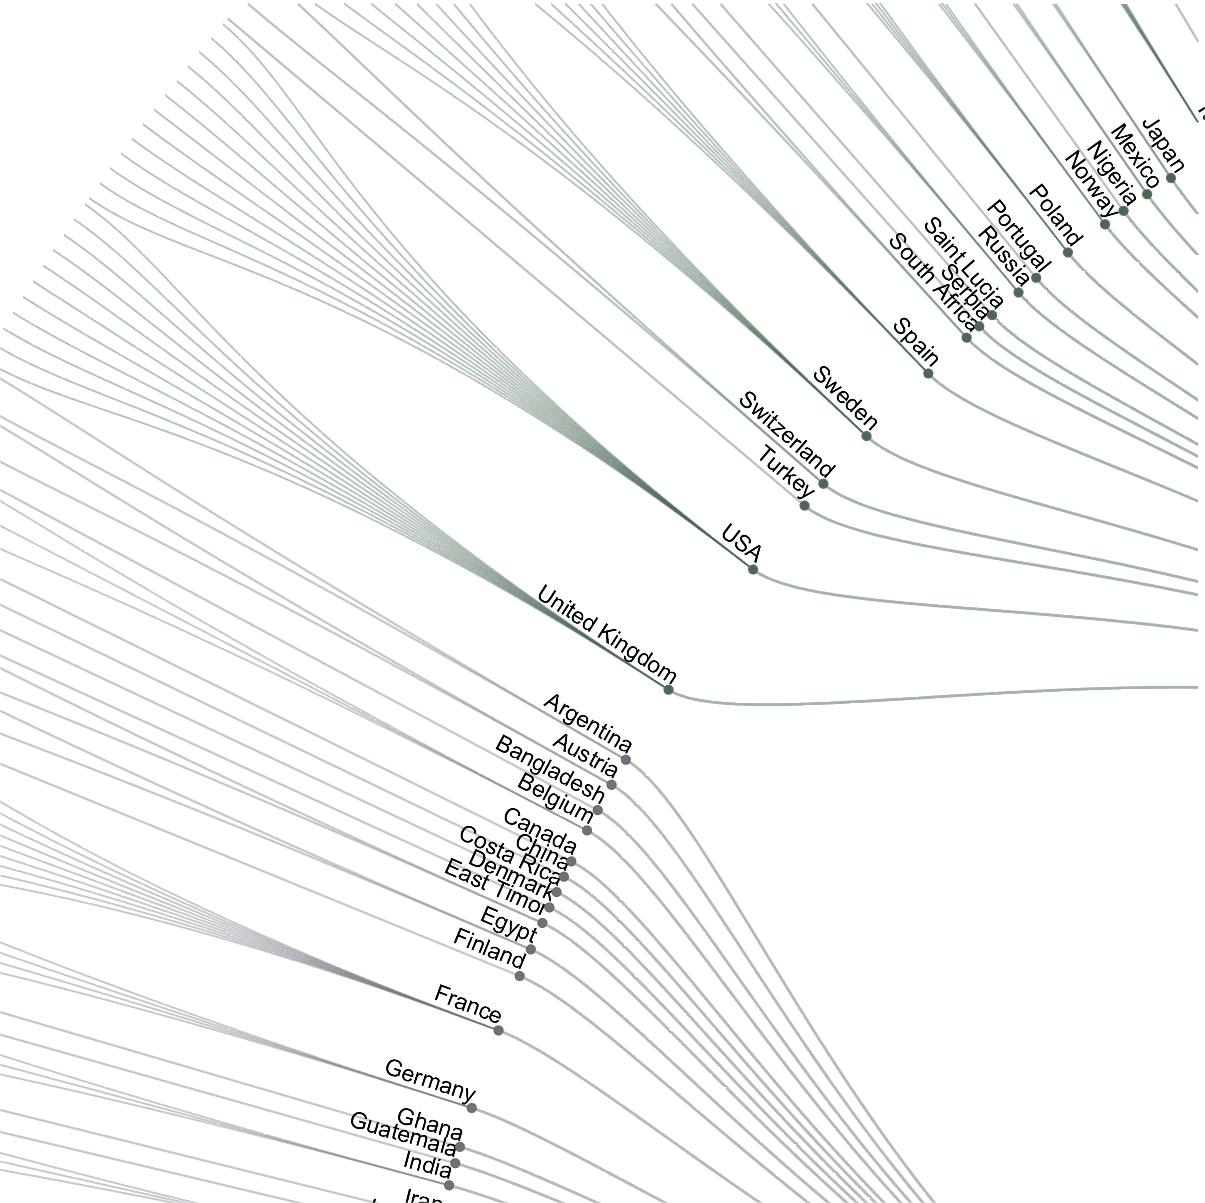 Japan
Mexico
Nigeria
Norway
Poland
Portugal
Russia
Saint Lucia
Serbia
South Africa
Spain
Sweden
Switzerland
Turkey
USA
United Kingdom
Argentina
Austria
Bangladesh
Belgium
Canada
China
Costa Rica
Denmark
East Timor
Egypt
Finland
France
Germany
Ghana
Guatemala
India
Iran